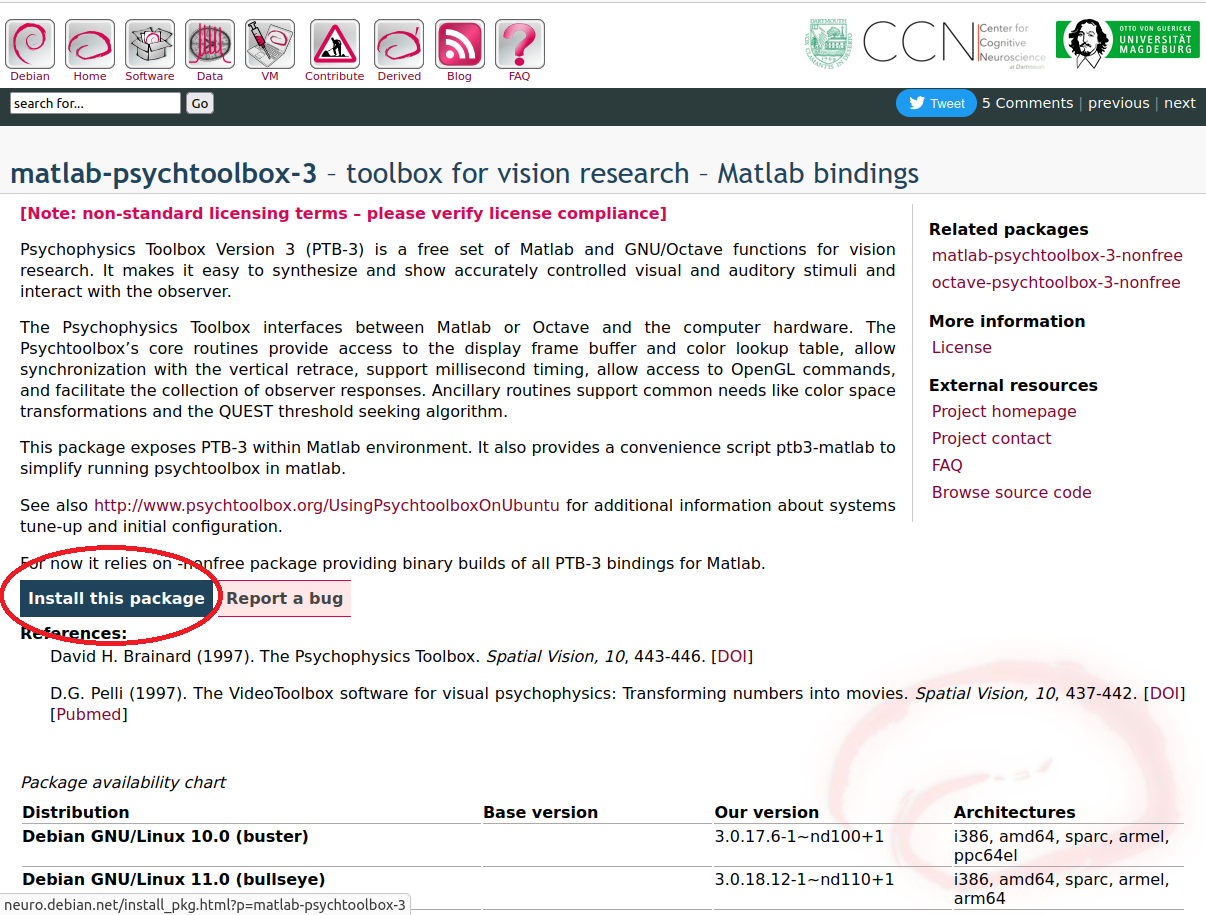 Debian Home Software Data VM Contribute Derived Blog FAQ
CCN Center for
Cognitive
Neuroscience
at Dartmouth
OTTO VON GUERICKE
UNIVERSITÄT
MAGDEBURG
search for... Go
Tweet 5 Comments | previous | next
matlab-psychtoolbox-3 - toolbox for vision research - Matlab bindings
[Note: non-standard licensing terms – please verify license compliance]
Psychophysics Toolbox Version 3 (PTB-3) is a free set of Matlab and GNU/Octave functions for vision
research. It makes it easy to synthesize and show accurately controlled visual and auditory stimuli and
interact with the observer.
The Psychophysics Toolbox interfaces between Matlab or Octave and the computer hardware. The
Psychtoolbox’s core routines provide access to the display frame buffer and color lookup table, allow
synchronization with the vertical retrace, support millisecond timing, allow access to OpenGL commands,
and facilitate the collection of observer responses. Ancillary routines support common needs like color space
transformations and the QUEST threshold seeking algorithm.
This package exposes PTB-3 within Matlab environment. It also provides a convenience script ptb3-matlab to
simplify running psychtoolbox in matlab.
See also http://www.psychtoolbox.org/UsingPsychtoolboxOnUbuntu for additional information about systems
tune-up and initial configuration.
For now it relies on -nonfree package providing binary builds of all PTB-3 bindings for Matlab.
Install this package Report a bug
Related packages
matlab-psychtoolbox-3-nonfree
octave-psychtoolbox-3-nonfree
More information
License
External resources
Project homepage
Project contact
FAQ
Browse source code
References:
David H. Brainard (1997). The Psychophysics Toolbox. Spatial Vision, 10, 443-446. [DOI]
D.G. Pelli (1997). The VideoToolbox software for visual psychophysics: Transforming numbers into movies. Spatial Vision, 10, 437-442. [DOI]
[Pubmed]
Package availability chart
Distribution Base version Our version Architectures
Debian GNU/Linux 10.0 (buster) 3.0.17.6-1~nd100+1 i386, amd64, sparc, armel,
ppc64el
Debian GNU/Linux 11.0 (bullseye) 3.0.18.12-1~nd110+1 i386, amd64, sparc, armel,
arm64
neuro.debian.net/install_pkg.html?p=matlab-psychtoolbox-3